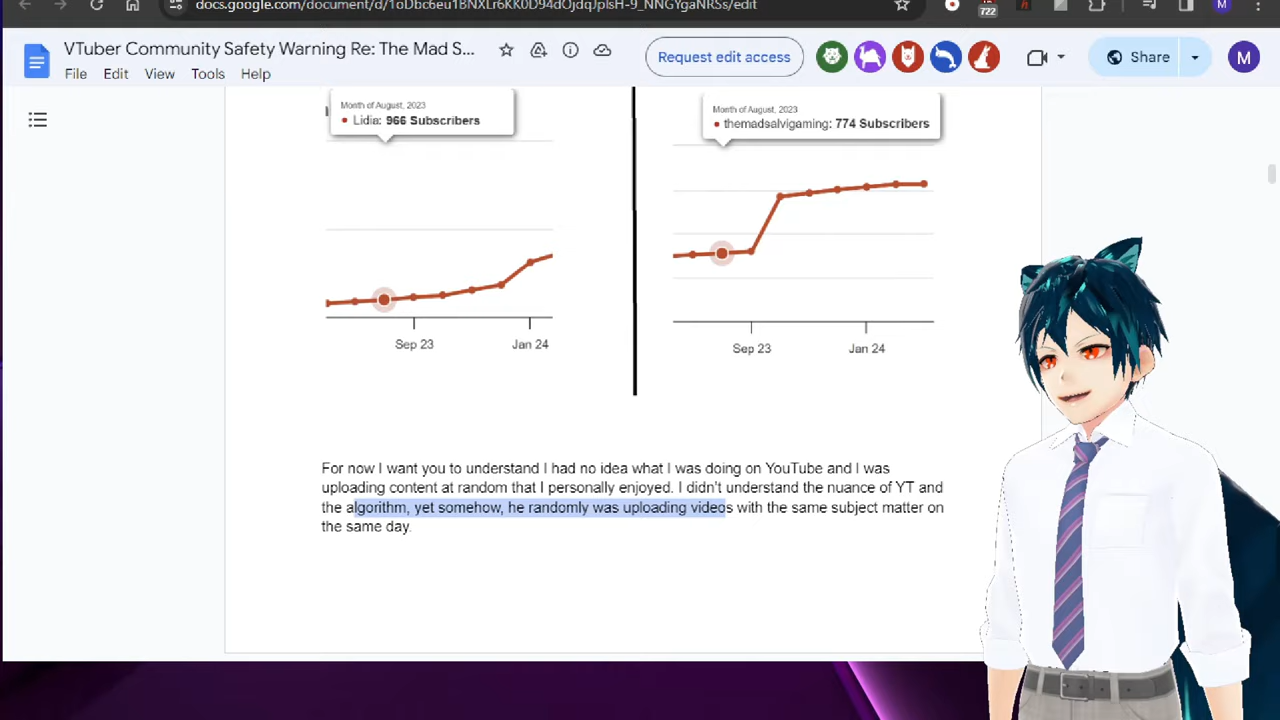 docs.google.com/document/d/1oDbc6eu1BNXLr6KK0D94dOjdq7plsH-9_NNGYgaNRSs/edit
722
M
VTuber Community Safety Warning Re: The Mad S...
File Edit View Tools Help
Request edit access
Share
M
Month of August, 2023
Lidia: 966 Subscribers
Month of August, 2023
themadsalvigaming: 774 Subscribers
Sep 23
Jan 24
Sep 23
Jan 24
For now I want you to understand I had no idea what I was doing on YouTube and I was
uploading content at random that I personally enjoyed. I didn't understand the nuance of YT and
the algorithm, yet somehow, he randomly was uploading videos with the same subject matter on
the same day.